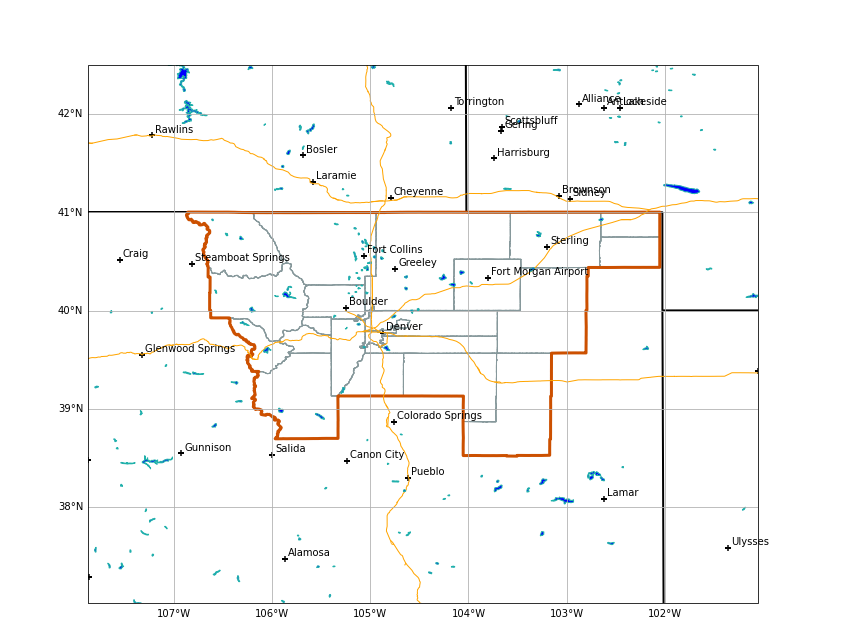 42°N
41°N
40°N
39°N
38°N
107°W
106°W
105°W
104°W
103°W
102°W
Torrington
Alliance
Lakeside
Scottsbluff
Gering
Rawlins
Bosler
Harrisburg
Laramie
Cheyenne
Brownson
Sidney
Craig
Steamboat Springs
Fort Collins
Greeley
Sterling
Fort Morgan Airport
Boulder
Denver
Glenwood Springs
Colorado Springs
Gunnison
Salida
Canon City
Pueblo
Lamar
Alamosa
Ulysses